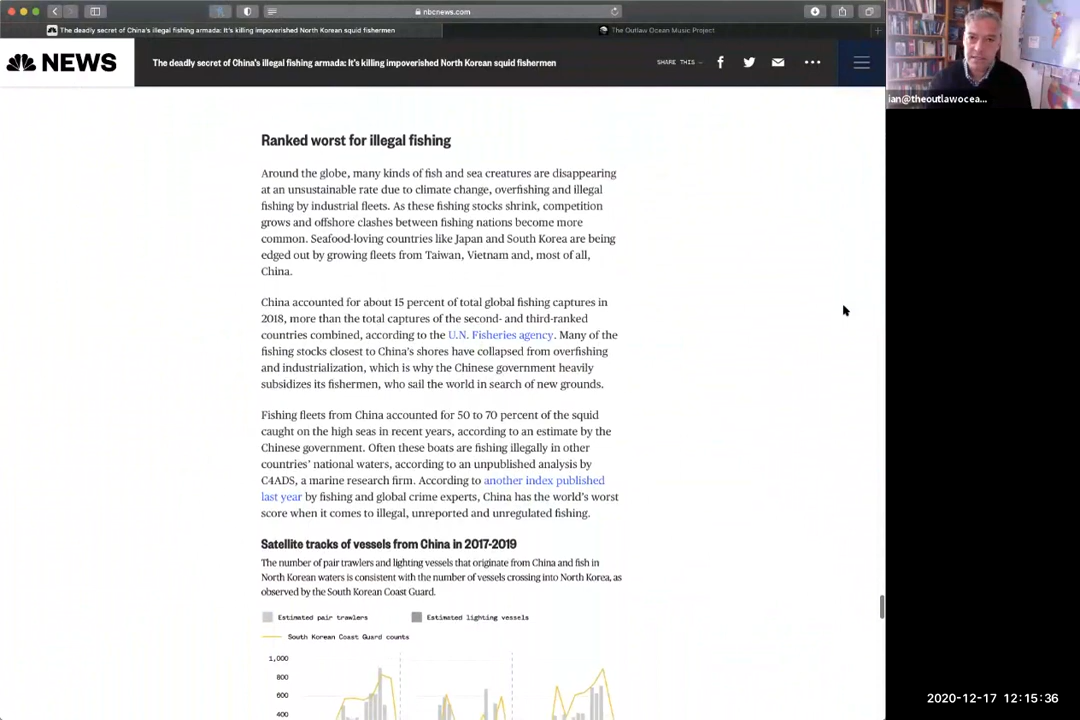 nbcnews.com
The deadly secret of China's illegal fishing armada: It's killing impoverished North Korean squid fishermen
The Outlaw Ocean Music Project
NEWS
The deadly secret of China's illegal fishing armada: It's killing impoverished North Korean squid fishermen
SHARE THIS
ian@theoutlawocea...
Ranked worst for illegal fishing
Around the globe, many kinds of fish and sea creatures are disappearing
at an unsustainable rate due to climate change, overfishing and illegal
fishing by industrial fleets. As these fishing stocks shrink, competition
grows and offshore clashes between fishing nations become more
common. Seafood-loving countries like Japan and South Korea are being
edged out by growing fleets from Taiwan, Vietnam and, most of all,
China.
China accounted for about 15 percent of total global fishing captures in
2018, more than the total captures of the second- and third-ranked
countries combined, according to the U.N. Fisheries agency. Many of the
fishing stocks closest to China's shores have collapsed from overfishing
and industrialization, which is why the Chinese government heavily
subsidizes its fishermen, who sail the world in search of new grounds.
Fishing fleets from China accounted for 50 to 70 percent of the squid
caught on the high seas in recent years, according to an estimate by the
Chinese government. Often these boats are fishing illegally in other
countries' national waters, according to an unpublished analysis by
C4ADS, a marine research firm. According to another index published
last year by fishing and global crime experts, China has the world's worst
score when it comes to illegal, unreported and unregulated fishing.
Satellite tracks of vessels from China in 2017-2019
The number of pair trawlers and lighting vessels that originate from China and fish in
North Korean waters is consistent with the number of vessels crossing into North Korea, as
observed by the South Korean Coast Guard.
Estimated pair trawlers Estimated lighting vessels
South Korean Coast Guard counts
1,000
800
600
400
2020-12-17 12:15:36